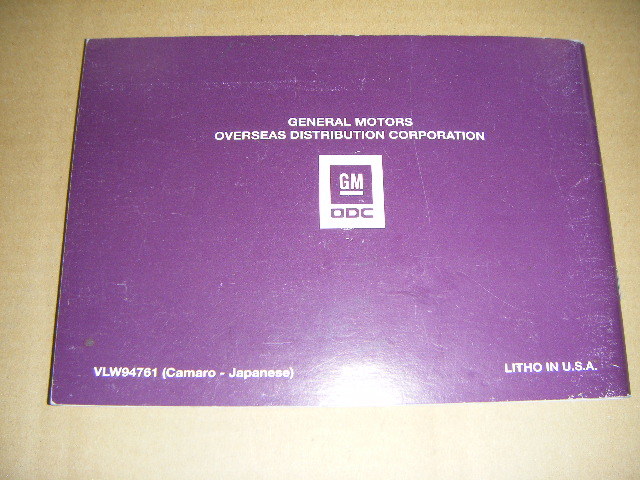 GENERAL MOTORS
OVERSEAS DISTRIBUTION CORPORATION
GM
ODC
VLW94761 (Camaro - Japanese)
LITHO IN U.S.A.